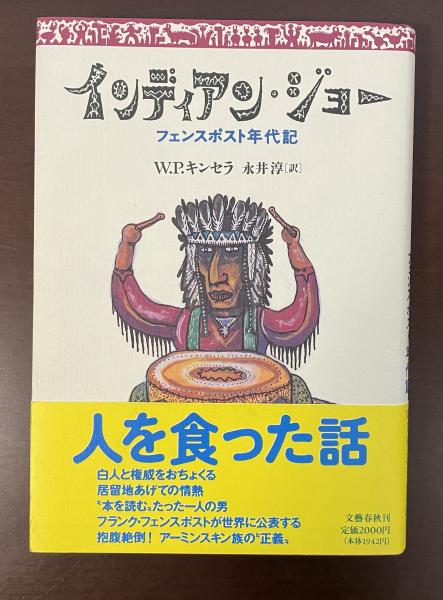 インディアン・ジョー
フェンスポスト年代記
W.P.キンセラ 永井淳[訳]
人を食った話
白人と権威をおちょくる
居留地あげての情熱
〝本を読む〟たった一人の男
フランク・フェンスポストが世界に公表する
抱腹絶倒！ アーミンスキン族の〝正義〟
文藝春秋刊
定価2000円
(本体1942円)